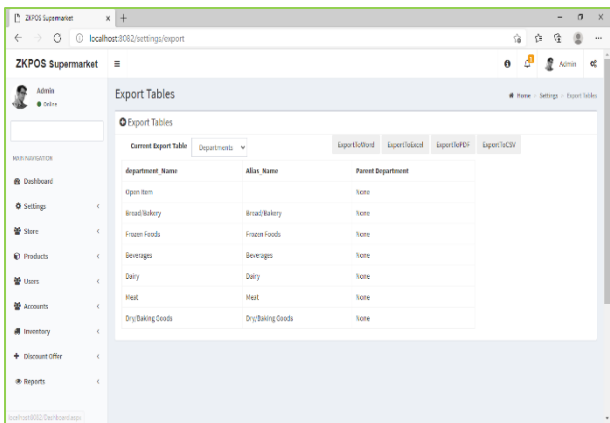 ZKPOS Supermarket
localhost:8082/settings/export
ZKPOS Supermarket
Admin
Admin
Online
Export Tables
Home > Settings > Export Tables
Export Tables
MAIN NAVIGATION
Current Export Table
Departments
ExportToWord
ExportToExcel
ExportToPDF
ExportToCSV
department_Name Alias_Name Parent Department
Open Item None
Bread/Bakery Bread/Bakery None
Frozen Foods Frozen Foods None
Beverages Beverages None
Dairy Dairy None
Meat Meat None
Dry/Baking Goods Dry/Baking Goods None
Dashboard
Settings
Store
Products
Users
Accounts
Inventory
Discount Offer
Reports
localhost:8082/Dashboard.aspx